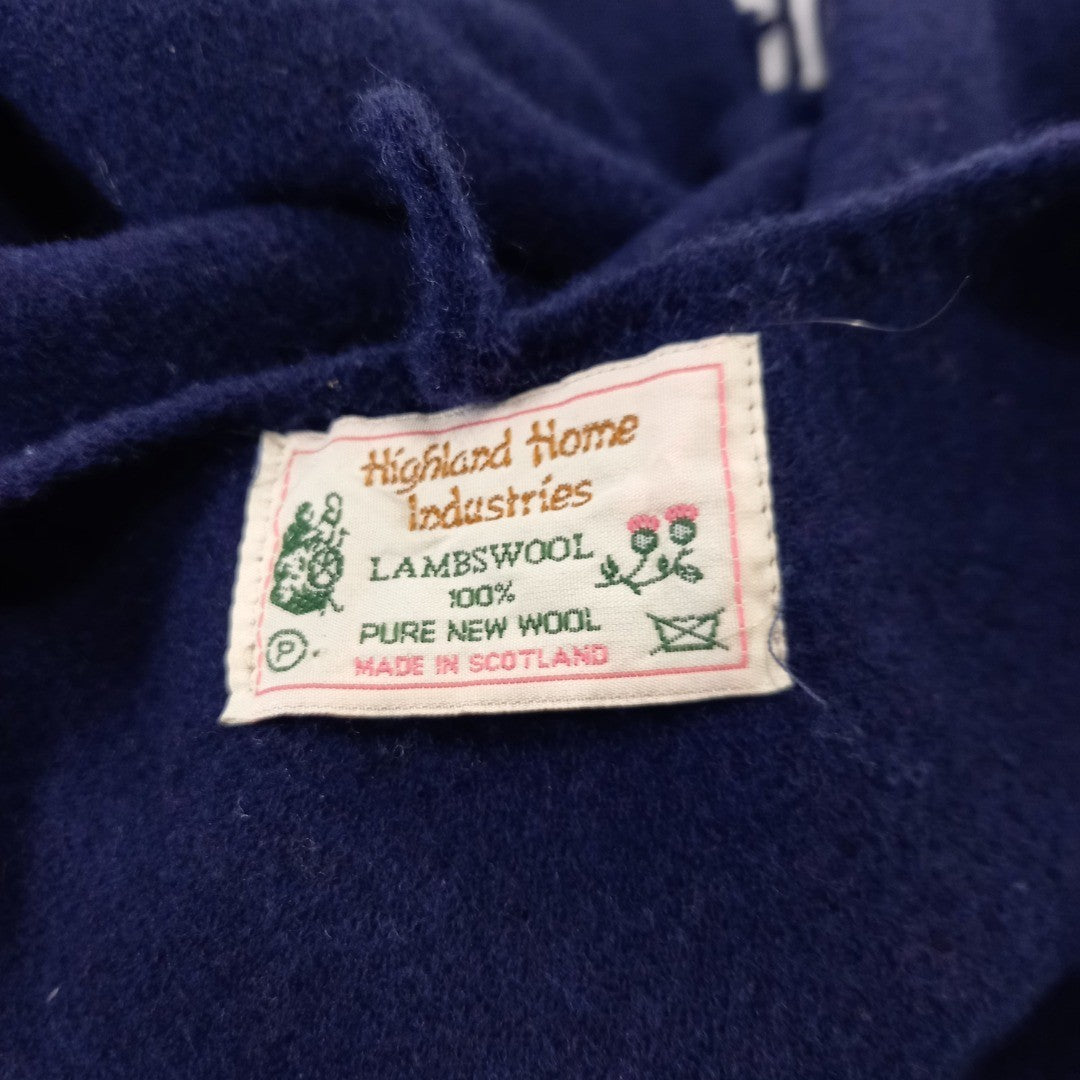 Highland Home
Industries
LAMBSWOOL
100%
PURE NEW WOOL
P
MADE IN SCOTLAND